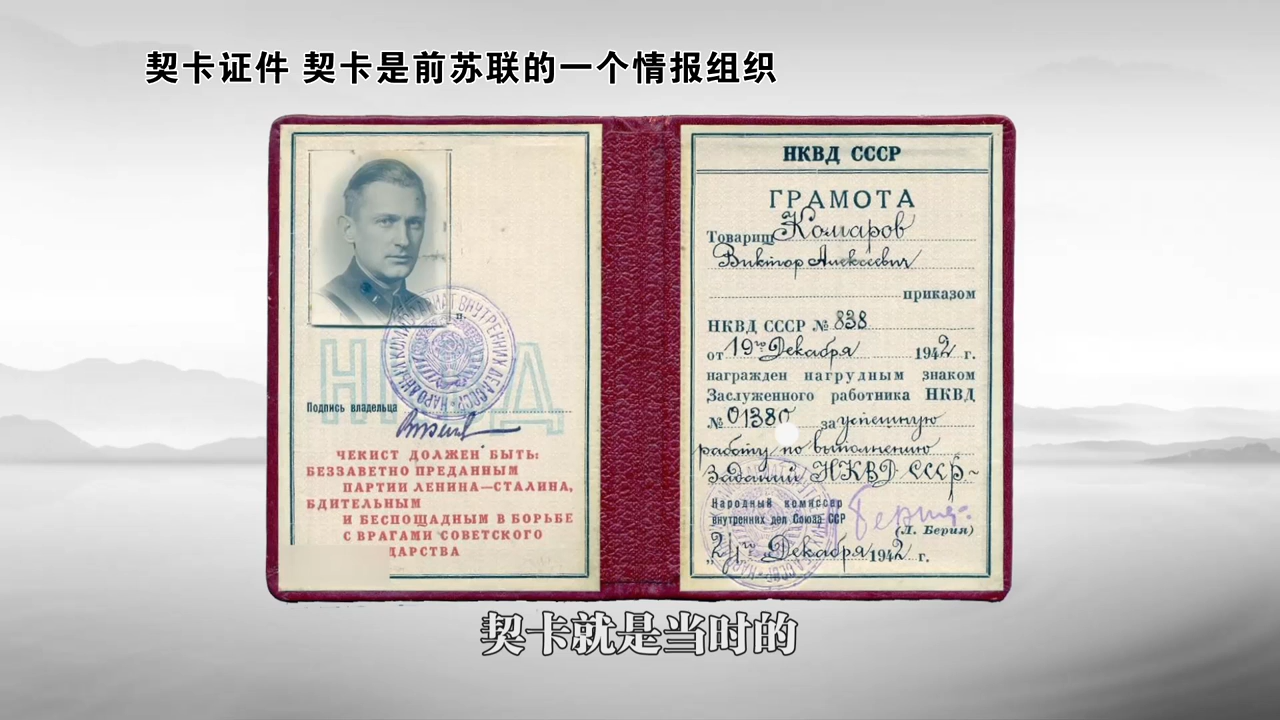 契卡证件 契卡是前苏联的一个情报组织
НКВД
Подпись владельца
ЧЕКИСТ ДОЛЖЕН БЫТЬ:
БЕЗЗАВЕТНО ПРЕДАННЫМ
ПАРТИИ ЛЕНИНА—СТАЛИНА,
БДИТЕЛЬНЫМ
И БЕСПОЩАДНЫМ В БОРЬБЕ
С ВРАГАМИ СОВЕТСКОГО
ДАРСТВА
НКВД СССР
ГРАМОТА
Товарищ Комаров
Виктор Алексеевич
приказом
НКВД СССР № 838
от 19го Декабря 1942 г.
награжден нагрудным знаком
Заслуженного работника НКВД
№ 01380 за успешную
работу по выполнению
заданий НКВД СССР
Народный комиссар
внутренних дел Союза ССР
(Л. Берия)
„24го Декабря 1942 г.
契卡就是当时的